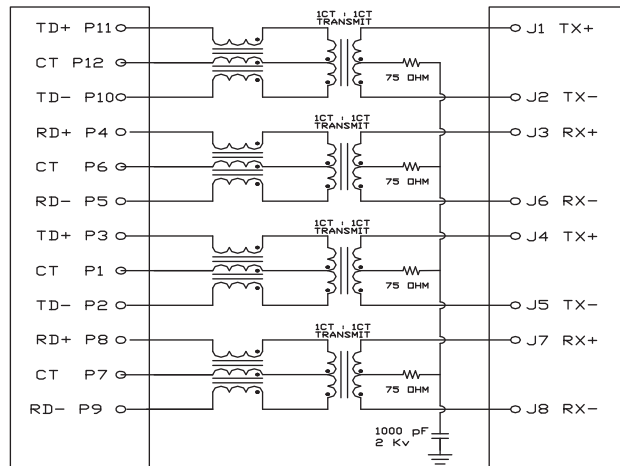 1CT : 1CT
TRANSMIT
TD+ P11
J1 TX+
CT P12
75 OHM
TD- P10
J2 TX-
1CT : 1CT
TRANSMIT
RD+ P4
J3 RX+
CT P6
75 OHM
RD- P5
J6 RX-
1CT : 1CT
TRANSMIT
TD+ P3
J4 TX+
CT P1
75 OHM
TD- P2
J5 TX-
1CT : 1CT
TRANSMIT
RD+ P8
J7 RX+
CT P7
75 OHM
RD- P9
J8 RX-
1000 pF
2 Kv